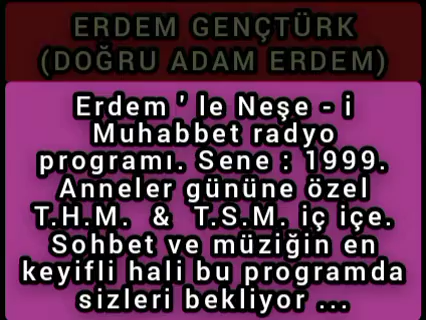 ERDEM GENÇTÜRK
(DOĞRU ADAM ERDEM)
Erdem ' le Neşe - i
Muhabbet radyo
programı. Sene : 1999.
Anneler gününe özel
T.H.M. & T.S.M. iç içe.
Sohbet ve müziğin en
keyifli hali bu programda
sizleri bekliyor ...